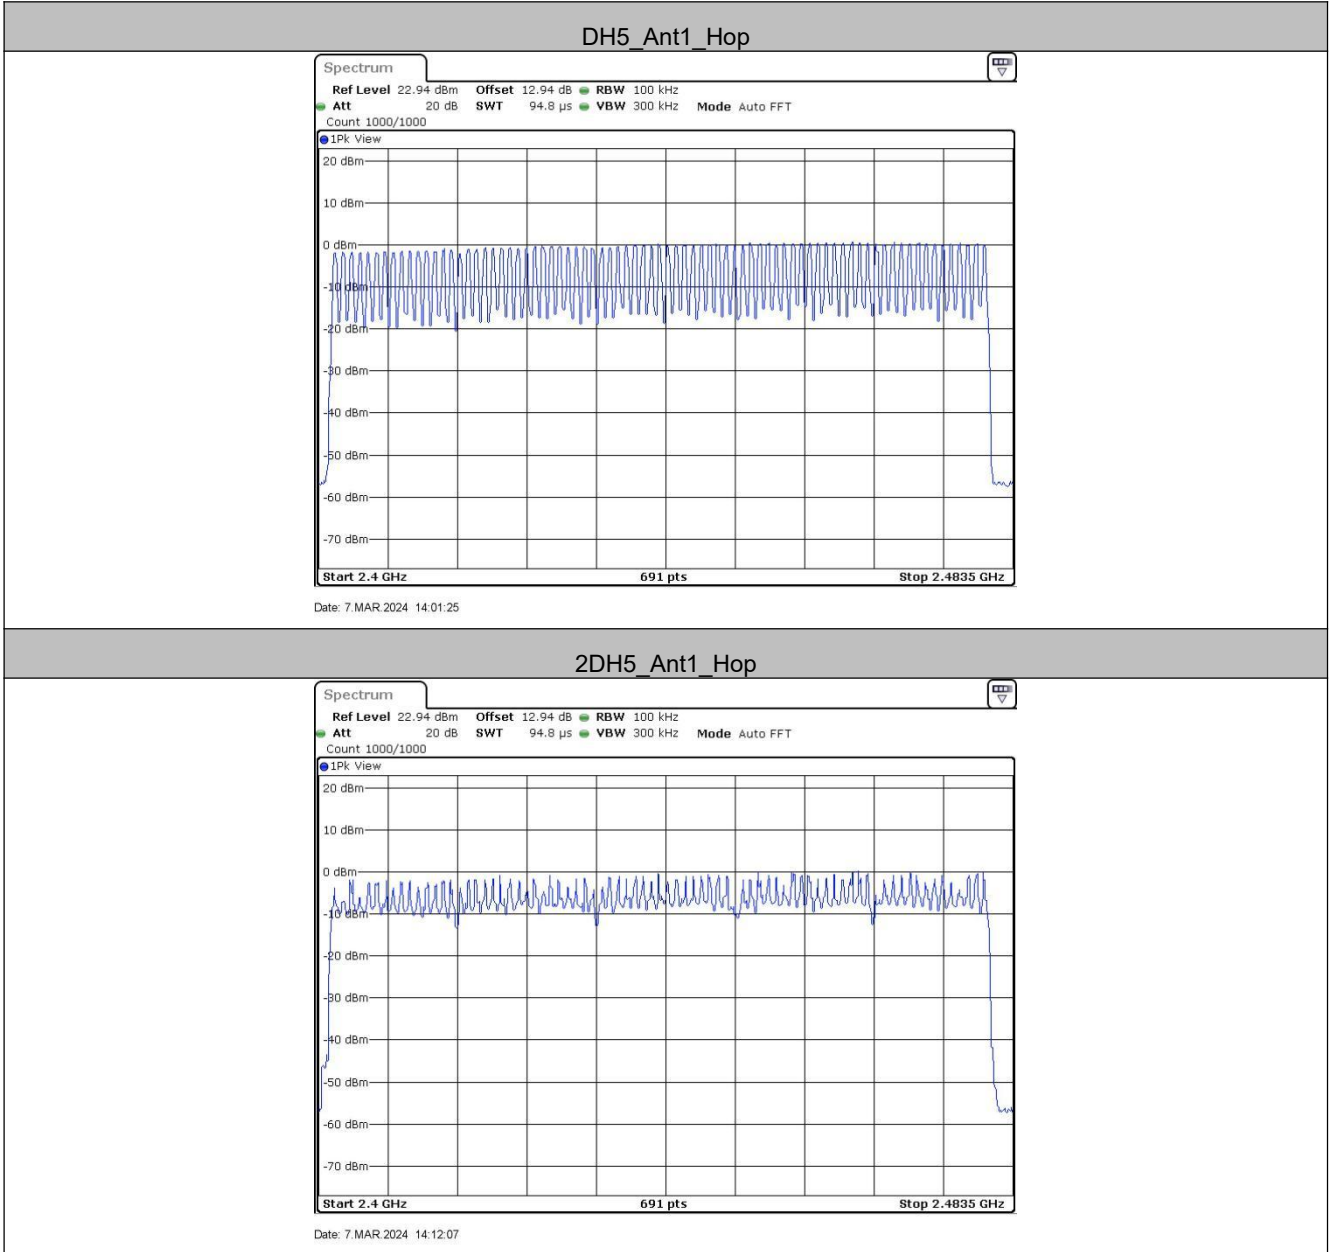 DH5_Ant1_Hop
Spectrum
Ref Level 22.94 dBm Offset 12.94 dB RBW 100 kHz
Att 20 dB SWT 94.8 µs VBW 300 kHz Mode Auto FFT
Count 1000/1000
1Pk View
20 dBm
10 dBm
0 dBm
-10 dBm
-20 dBm
-30 dBm
-40 dBm
-50 dBm
-60 dBm
-70 dBm
Start 2.4 GHz 691 pts Stop 2.4835 GHz
Date: 7.MAR.2024 14:01:25
2DH5_Ant1_Hop
Spectrum
Ref Level 22.94 dBm Offset 12.94 dB RBW 100 kHz
Att 20 dB SWT 94.8 µs VBW 300 kHz Mode Auto FFT
Count 1000/1000
1Pk View
20 dBm
10 dBm
0 dBm
-10 dBm
-20 dBm
-30 dBm
-40 dBm
-50 dBm
-60 dBm
-70 dBm
Start 2.4 GHz 691 pts Stop 2.4835 GHz
Date: 7.MAR.2024 14:12:07